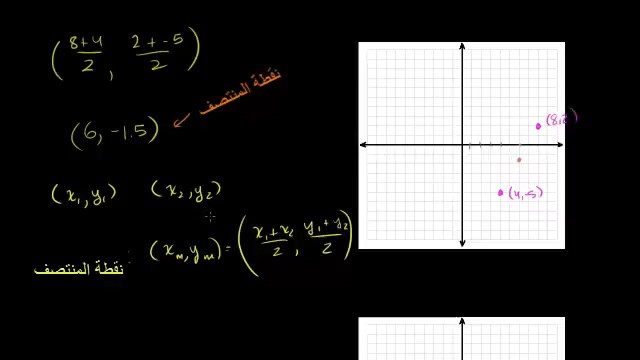 (8+4/2, 2+-5/2)
(6, -1.5)
نقطة المنتصف
(x₁, y₁) (x₂, y₂)
(xₘ, yₘ) = (x₁+x₂/2, y₁+y₂/2)
نقطة المنتصف
(8,2)
(4,-5)